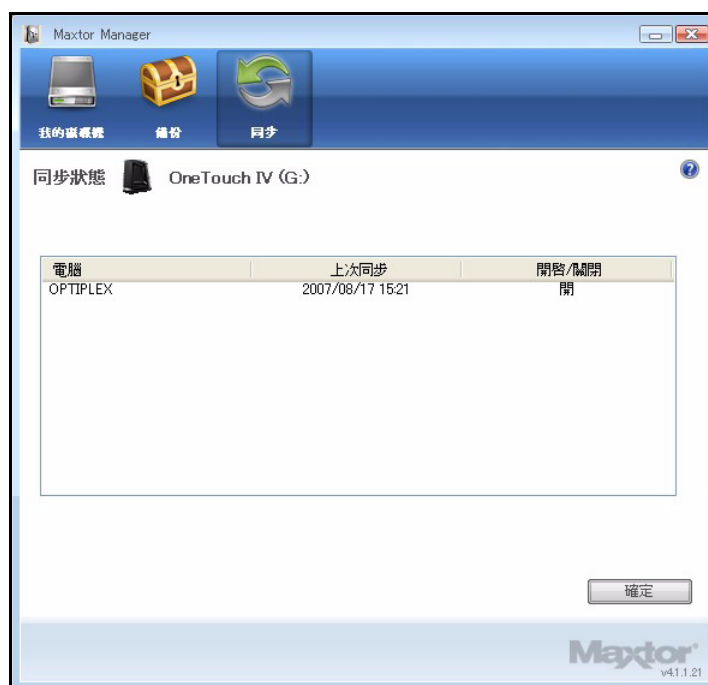 Maxtor Manager
我的磁碟機 備份 同步
同步狀態 OneTouch IV (G:)
電腦 上次同步 開啓/關閉
OPTIPLEX 2007/08/17 15:21 開
確定
Maxtor
v4.1.1.21